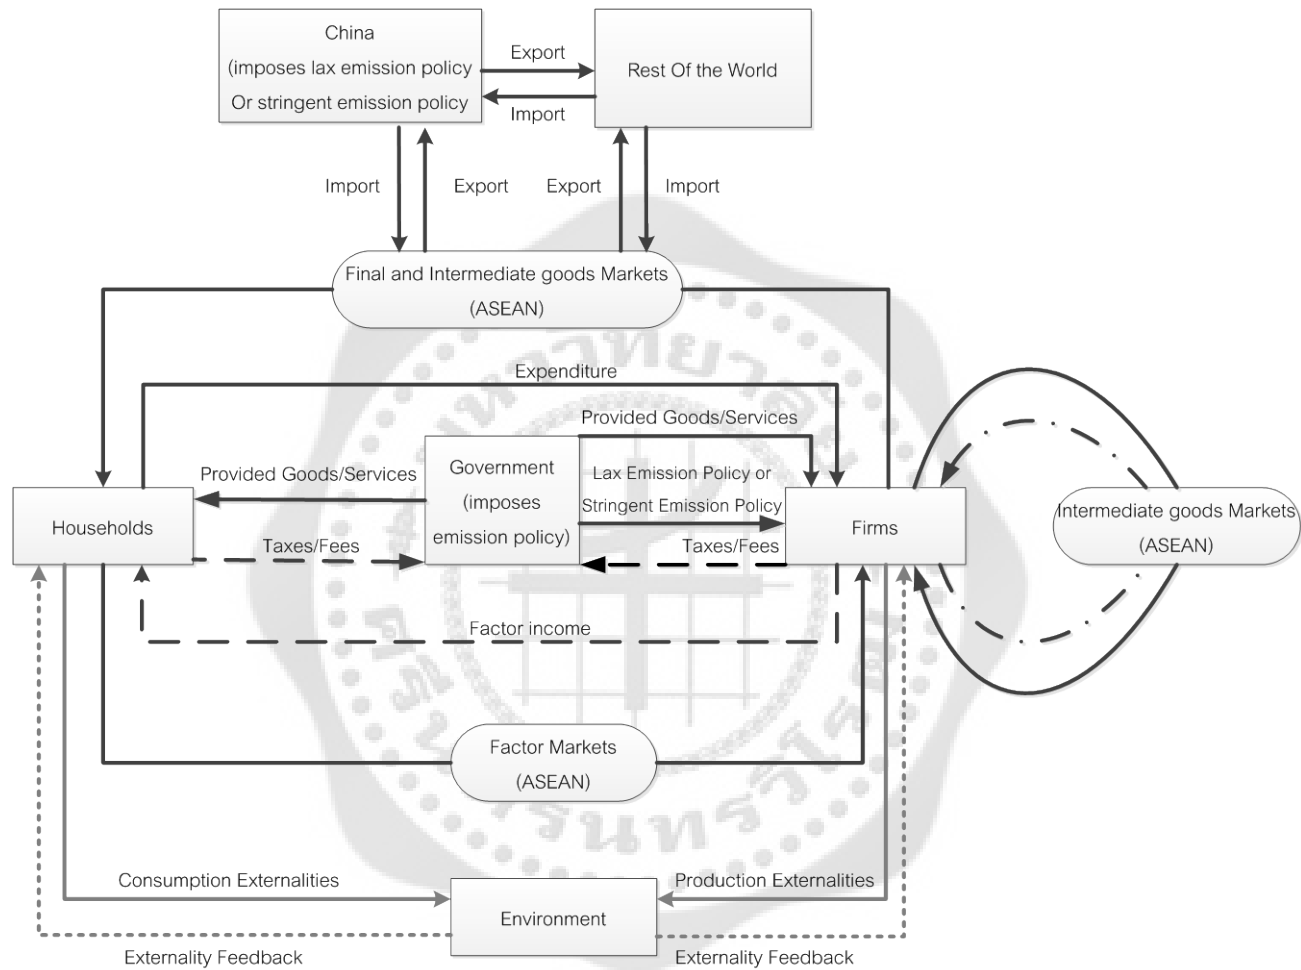 China
(imposes lax emission policy
Or stringent emission policy
Export
Rest Of the World
Import
Import
Export
Export
Import
Final and Intermediate goods Markets
(ASEAN)
Expenditure
Provided Goods/Services
Provided Goods/Services
Government
(imposes
emission policy)
Lax Emission Policy or
Stringent Emission Policy
Households
Firms
Intermediate goods Markets
(ASEAN)
Taxes/Fees
Taxes/Fees
Factor income
Factor Markets
(ASEAN)
Consumption Externalities
Production Externalities
Environment
Externality Feedback
Externality Feedback